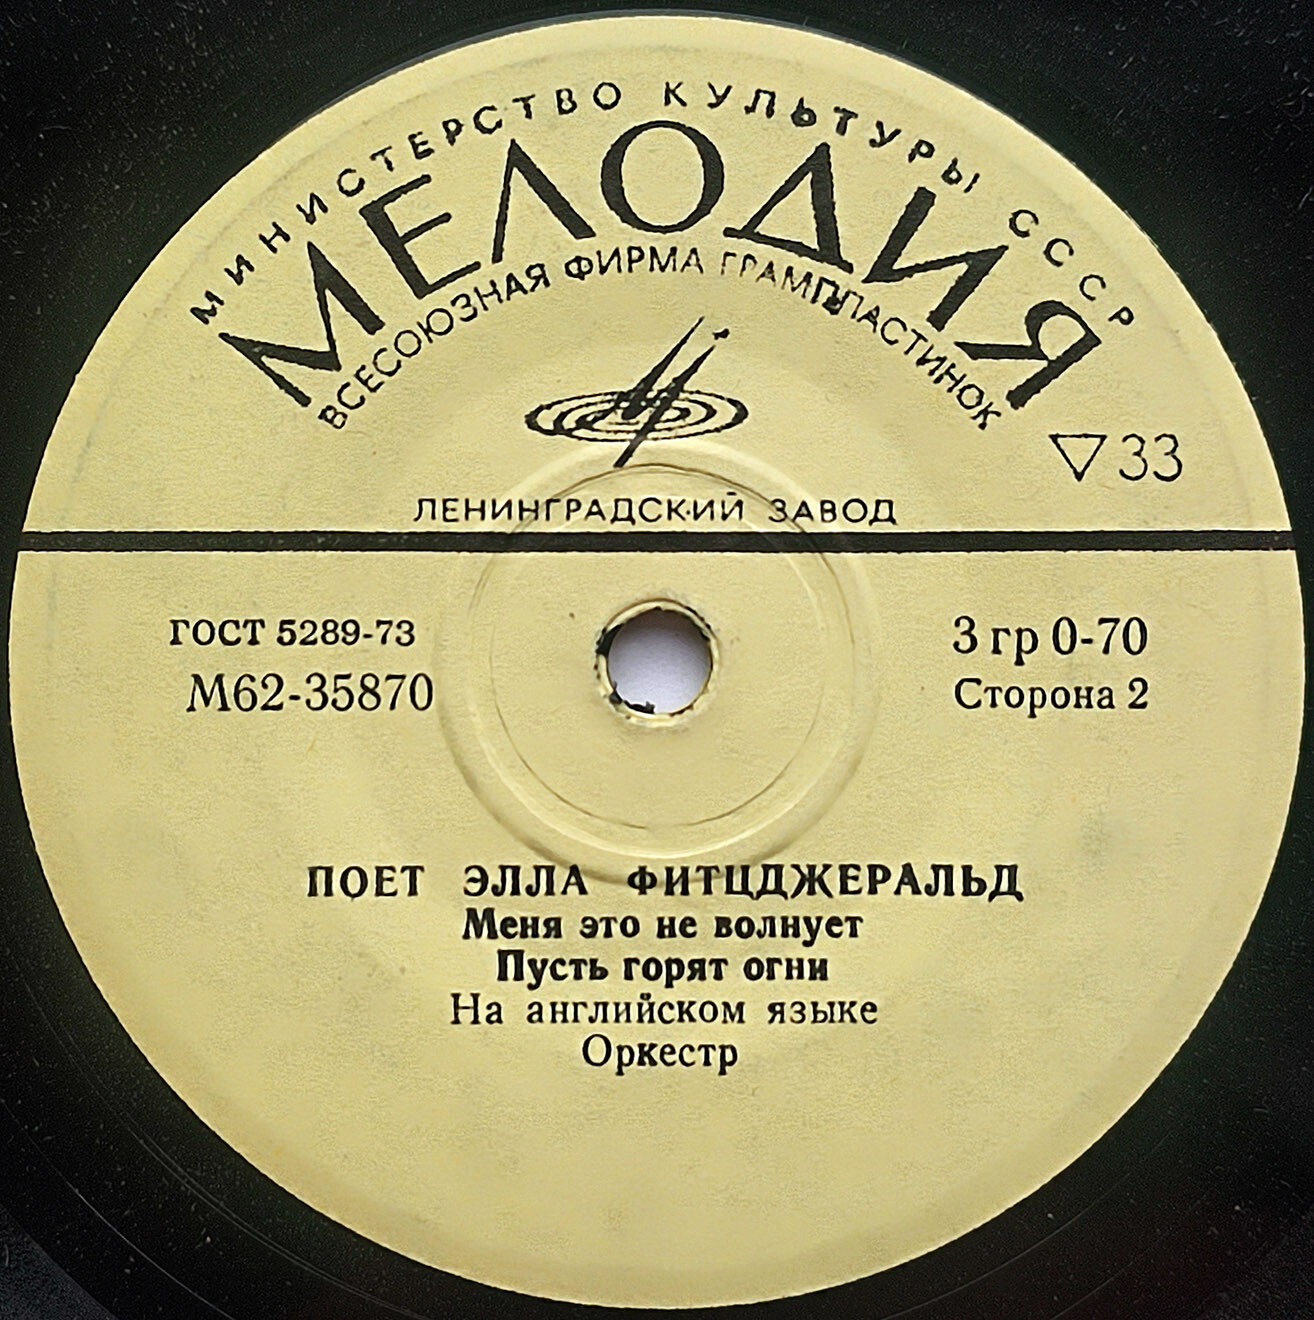 МИНИСТЕРСТВО КУЛЬТУРЫ СССР
МЕЛОДИЯ
ВСЕСОЮЗНАЯ ФИРМА ГРАМПЛАСТИНОК
33
ЛЕНИНГРАДСКИЙ ЗАВОД
ГОСТ 5289-73
М62-35870
3 гр 0-70
Сторона 2
ПОЕТ ЭЛЛА ФИТЦДЖЕРАЛЬД
Меня это не волнует
Пусть горят огни
На английском языке
Оркестр